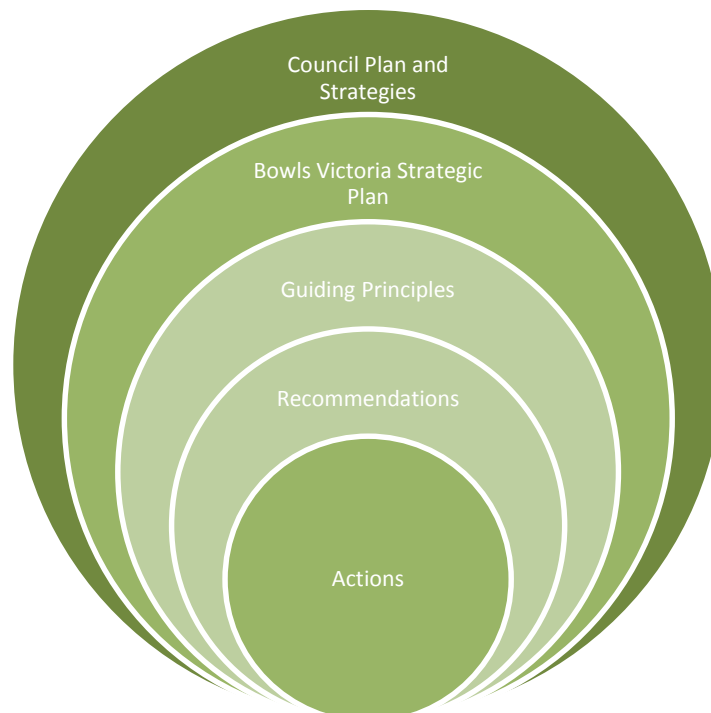 Council Plan and
Strategies
Bowls Victoria Strategic
Plan
Guiding Principles
Recommendations
Actions